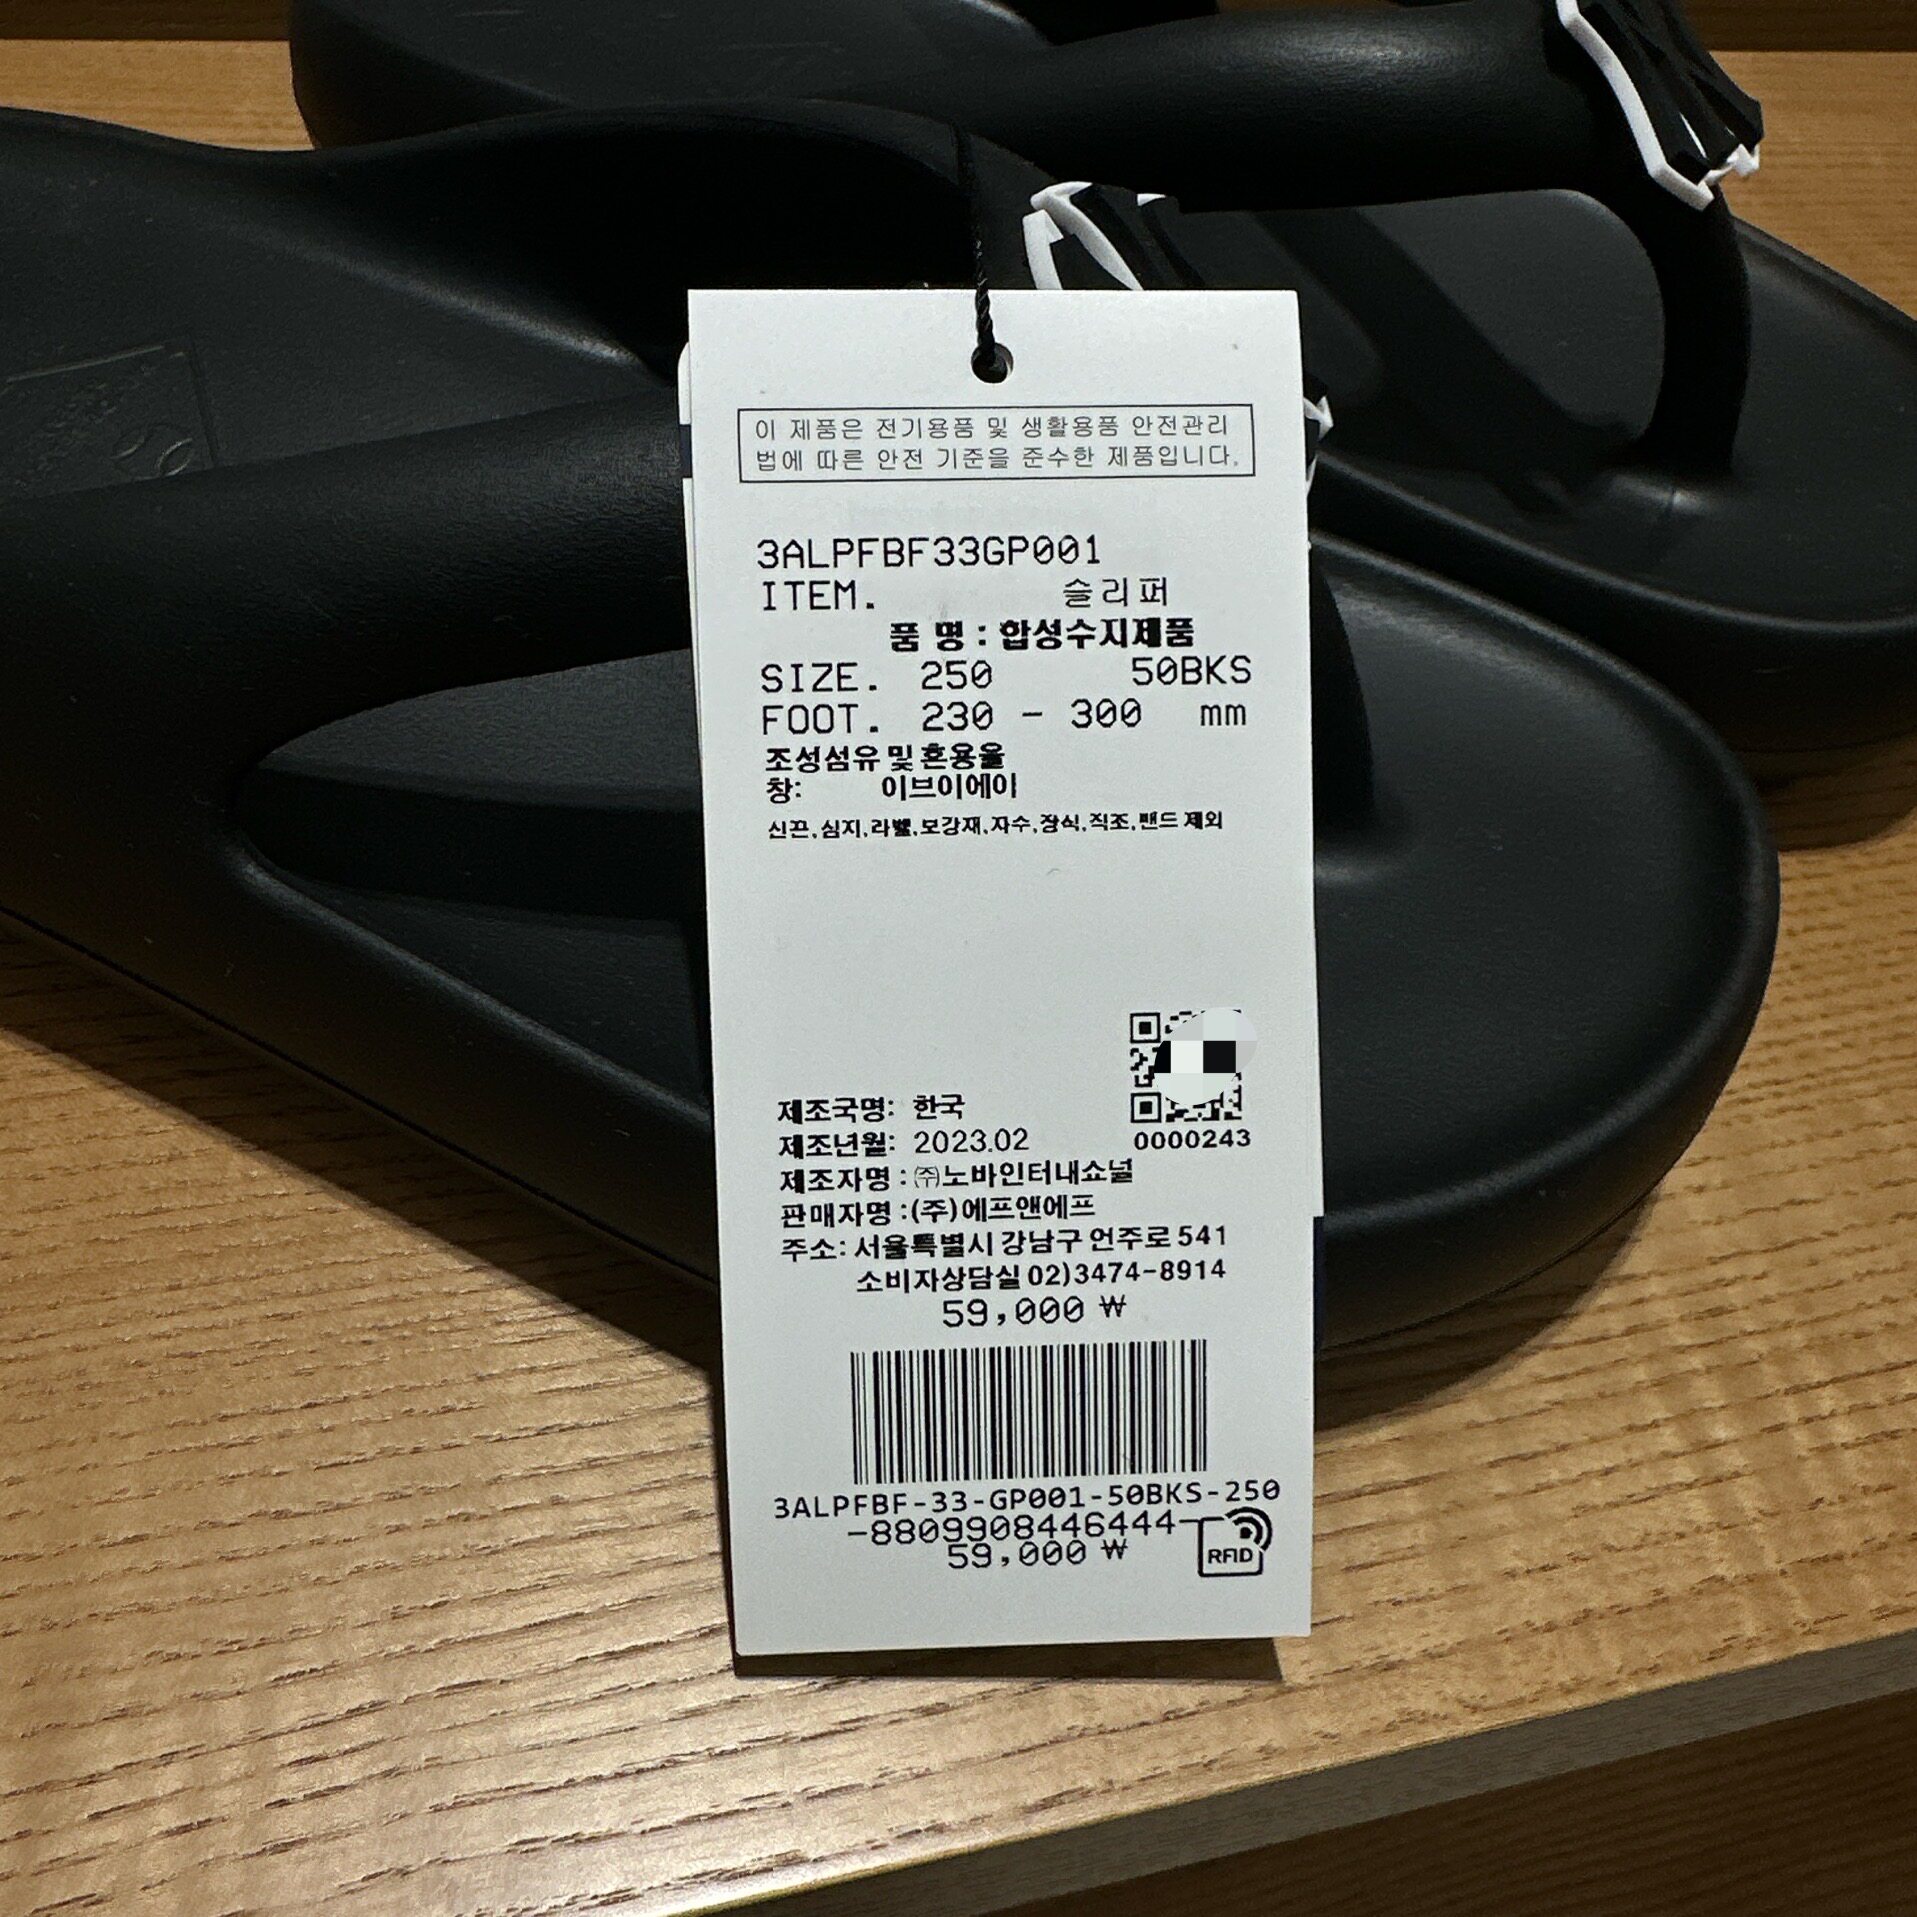 이 제품은 전기용품 및 생활용품 안전관리
법에 따른 안전 기준을 준수한 제품입니다.
3ALPFBF33GP001
ITEM. 슬리퍼
품 명 : 합성수지제품
SIZE. 250 50BKS
FOOT. 230 - 300 mm
조성섬유 및 혼용율
창: 이브이에이
신끈,심지,라벨,보강재,자수,장식,직조,밴드 제외
0000243
제조국명: 한국
제조년월: 2023.02
제조자명 : ㈜노바인터내쇼널
판매자명 :(주)에프앤에프
주소: 서울특별시 강남구 언주로 541
소비자상담실 02)3474-8914
59,000 ₩
3ALPFBF-33-GP001-50BKS-250
-8809908446444-
59,000 ₩
RFID